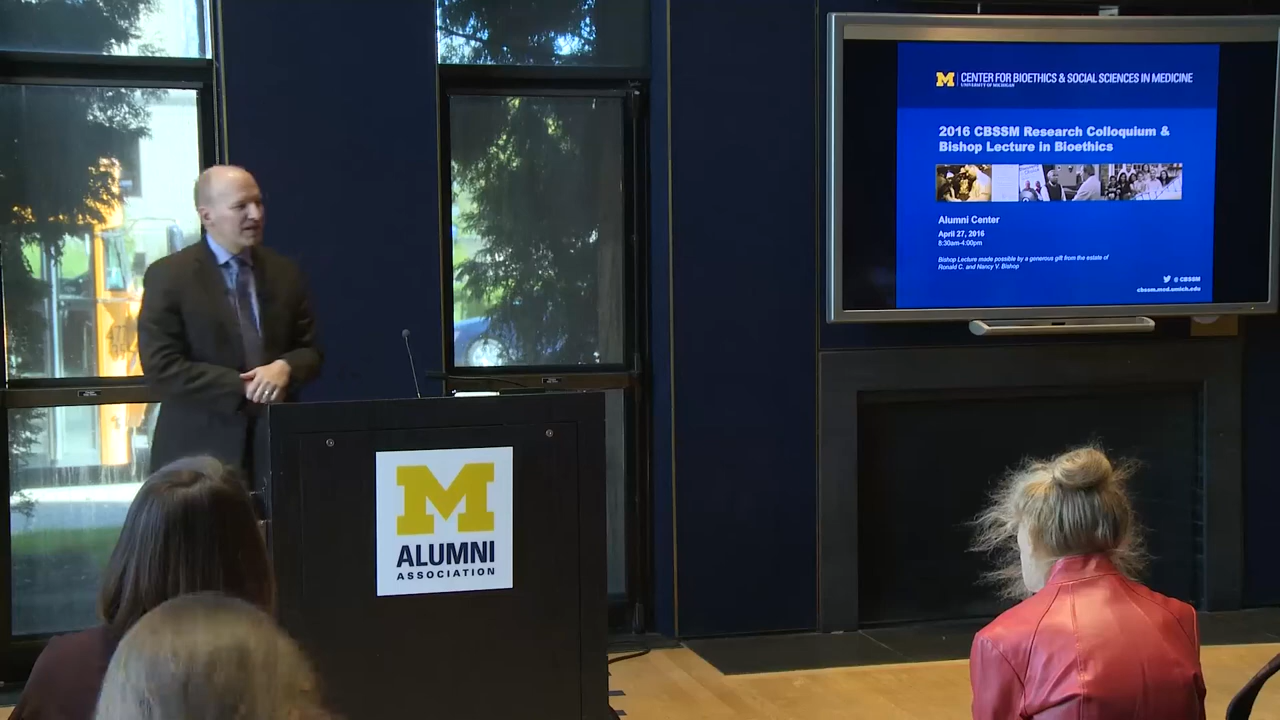 M CENTER FOR BIOETHICS & SOCIAL SCIENCES IN MEDICINE
UNIVERSITY OF MICHIGAN
2016 CBSSM Research Colloquium &
Bishop Lecture in Bioethics
Alumni Center
April 27, 2016
8:30am-4:00pm
Bishop Lecture made possible by a generous gift from the estate of
Ronald C. and Nancy V. Bishop
@ CBSSM
cbssm.med.umich.edu
M
ALUMNI
ASSOCIATION